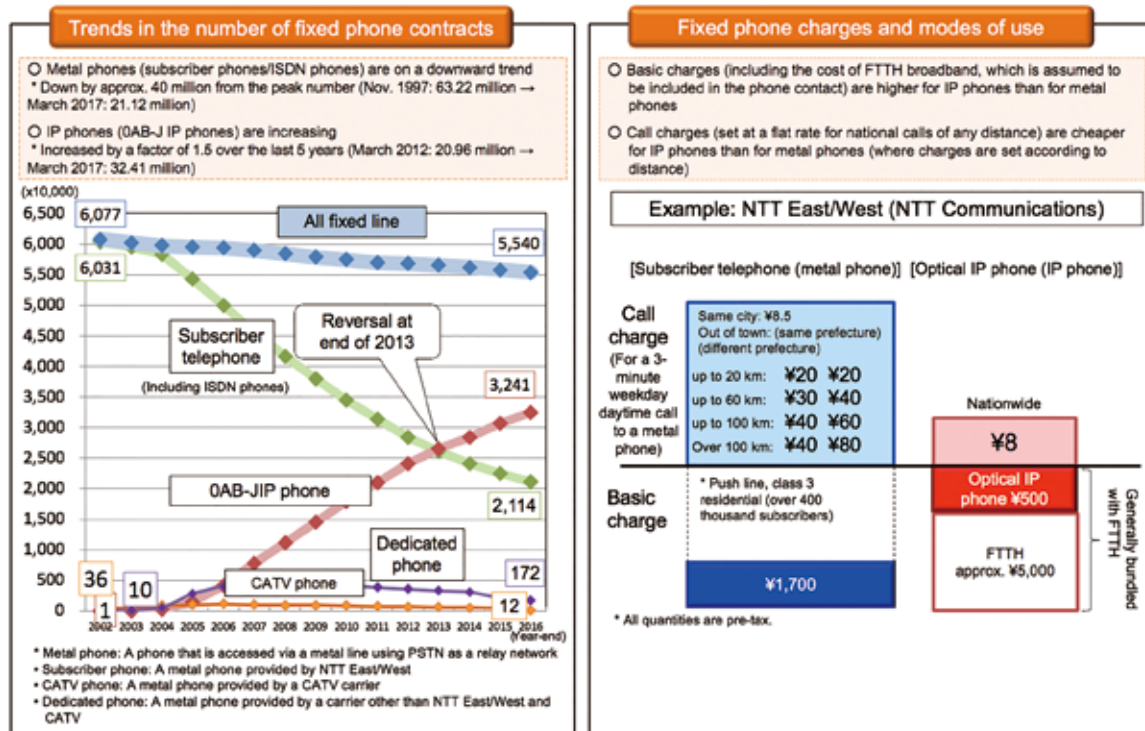 Trends in the number of fixed phone contracts
○ Metal phones (subscriber phones/ISDN phones) are on a downward trend
* Down by approx. 40 million from the peak number (Nov. 1997: 63.22 million →
March 2017: 21.12 million)
○ IP phones (0AB-J IP phones) are increasing
* Increased by a factor of 1.5 over the last 5 years (March 2012: 20.96 million →
March 2017: 32.41 million)
(x10,000)
6,500
6,000
5,500
5,000
4,500
4,000
3,500
3,000
2,500
2,000
1,500
1,000
500
0
6,077
6,031
All fixed line
5,540
Subscriber
telephone
(Including ISDN phones)
Reversal at
end of 2013
3,241
0AB-JIP phone
2,114
Dedicated
phone
CATV phone
36
1
10
172
12
2002 2003 2004 2005 2006 2007 2008 2009 2010 2011 2012 2013 2014 2015 2016
(Year-end)
* Metal phone: A phone that is accessed via a metal line using PSTN as a relay network
• Subscriber phone: A metal phone provided by NTT East/West
• CATV phone: A metal phone provided by a CATV carrier
• Dedicated phone: A metal phone provided by a carrier other than NTT East/West and
CATV
Fixed phone charges and modes of use
○ Basic charges (including the cost of FTTH broadband, which is assumed to
be included in the phone contact) are higher for IP phones than for metal
phones
○ Call charges (set at a flat rate for national calls of any distance) are cheaper
for IP phones than for metal phones (where charges are set according to
distance)
Example: NTT East/West (NTT Communications)
[Subscriber telephone (metal phone)] [Optical IP phone (IP phone)]
Call
charge
(For a 3-
minute
weekday
daytime call
to a metal
phone)
Same city: ¥8.5
Out of town: (same prefecture)
(different prefecture)
up to 20 km: ¥20 ¥20
up to 60 km: ¥30 ¥40
up to 100 km: ¥40 ¥60
Over 100 km: ¥40 ¥80
Nationwide
¥8
Basic
charge
* Push line, class 3
residential (over 400
thousand subscribers)
¥1,700
Optical IP
phone ¥500
FTTH
approx. ¥5,000
Generally bundled
with FTTH
* All quantities are pre-tax.